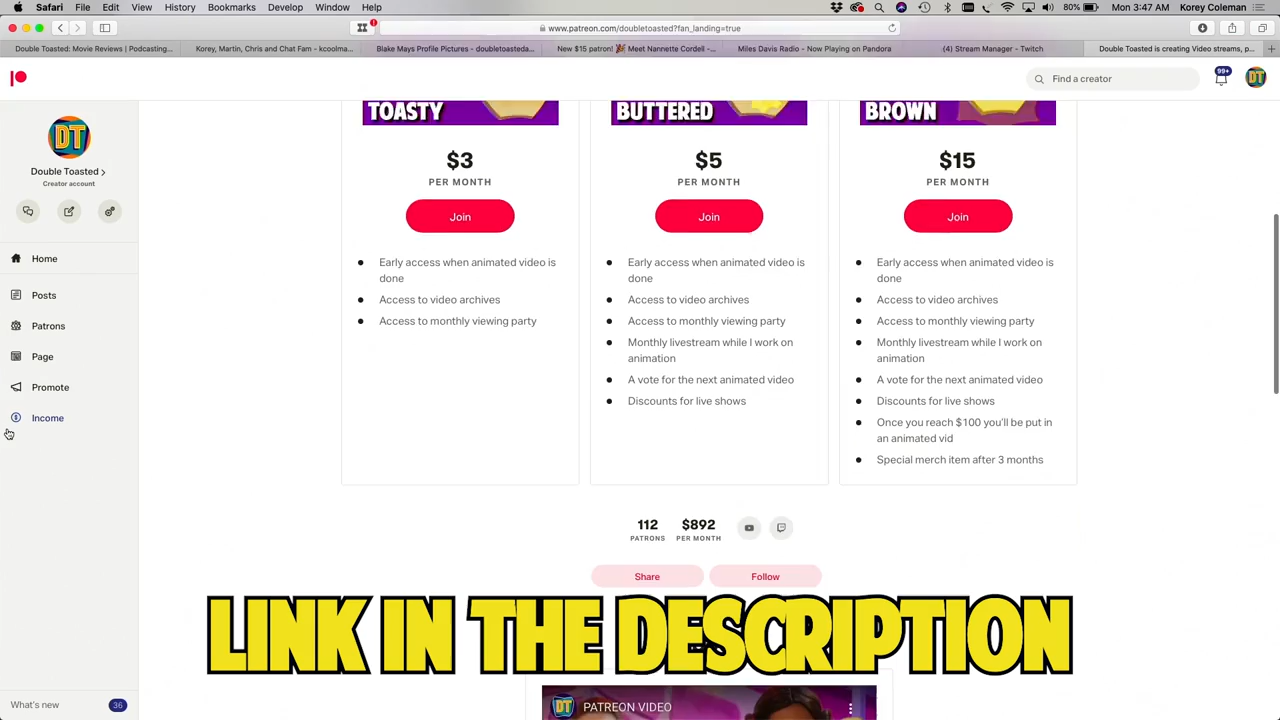 Safari File Edit View History Bookmarks Develop Window Help
Mon 3:47 AM Korey Coleman
www.patreon.com/doubletoasted?fan_landing=true
Double Toasted: Movie Reviews | Podcasting...
Korey, Martin, Chris and Chat Fam - kcoolma...
Blake Mays Profile Pictures - doubletoasteda...
New $15 patron! 🎉 Meet Nannette Cordell -...
Miles Davis Radio - Now Playing on Pandora
(4) Stream Manager - Twitch
Double Toasted is creating Video streams, p...
Find a creator
99+
DT
DT
Double Toasted
Creator account
Home
Posts
Patrons
Page
Promote
Income
What's new
36
TOASTY
$3
PER MONTH
Join
Early access when animated video is
done
Access to video archives
Access to monthly viewing party
BUTTERED
$5
PER MONTH
Join
Early access when animated video is
done
Access to video archives
Access to monthly viewing party
Monthly livestream while I work on
animation
A vote for the next animated video
Discounts for live shows
BROWN
$15
PER MONTH
Join
Early access when animated video is
done
Access to video archives
Access to monthly viewing party
Monthly livestream while I work on
animation
A vote for the next animated video
Discounts for live shows
Once you reach $100 you'll be put in
an animated vid
Special merch item after 3 months
112
PATRONS
$892
PER MONTH
Share
Follow
LINK IN THE DESCRIPTION
DT
PATREON VIDEO